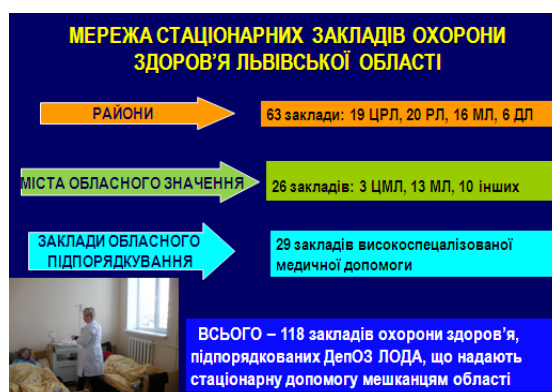 МЕРЕЖА СТАЦІОНАРНИХ ЗАКЛАДІВ ОХОРОНИ
ЗДОРОВ'Я ЛЬВІВСЬКОЇ ОБЛАСТІ
РАЙОНИ
63 заклади: 19 ЦРЛ, 20 РЛ, 16 МЛ, 6 ДЛ
МІСТА ОБЛАСНОГО ЗНАЧЕННЯ
26 закладів: 3 ЦМЛ, 13 МЛ, 10 інших
ЗАКЛАДИ ОБЛАСНОГО
ПІДПОРЯДКУВАННЯ
29 закладів високоспецалізованої
медичної допомоги
ВСЬОГО – 118 закладів охорони здоров'я,
підпорядкованих ДепОЗ ЛОДА, що надають
стаціонарну допомогу мешканцям області